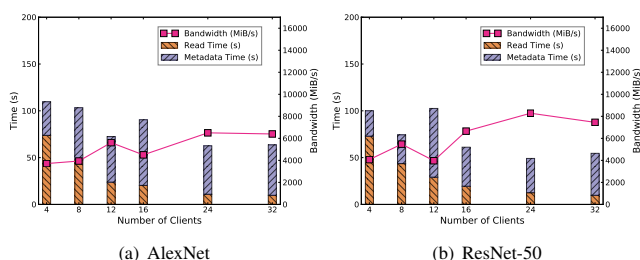 200
150
100
50
0
Time (s)
Bandwidth (MiB/s)
Read Time (s)
Metadata Time (s)
16000
14000
12000
10000
8000
6000
4000
2000
0
Bandwidth (MiB/s)
4 8 12 16 24 32
Number of Clients
(a) AlexNet
200
150
100
50
0
Time (s)
Bandwidth (MiB/s)
Read Time (s)
Metadata Time (s)
16000
14000
12000
10000
8000
6000
4000
2000
0
Bandwidth (MiB/s)
4 8 12 16 24 32
Number of Clients
(b) ResNet-50